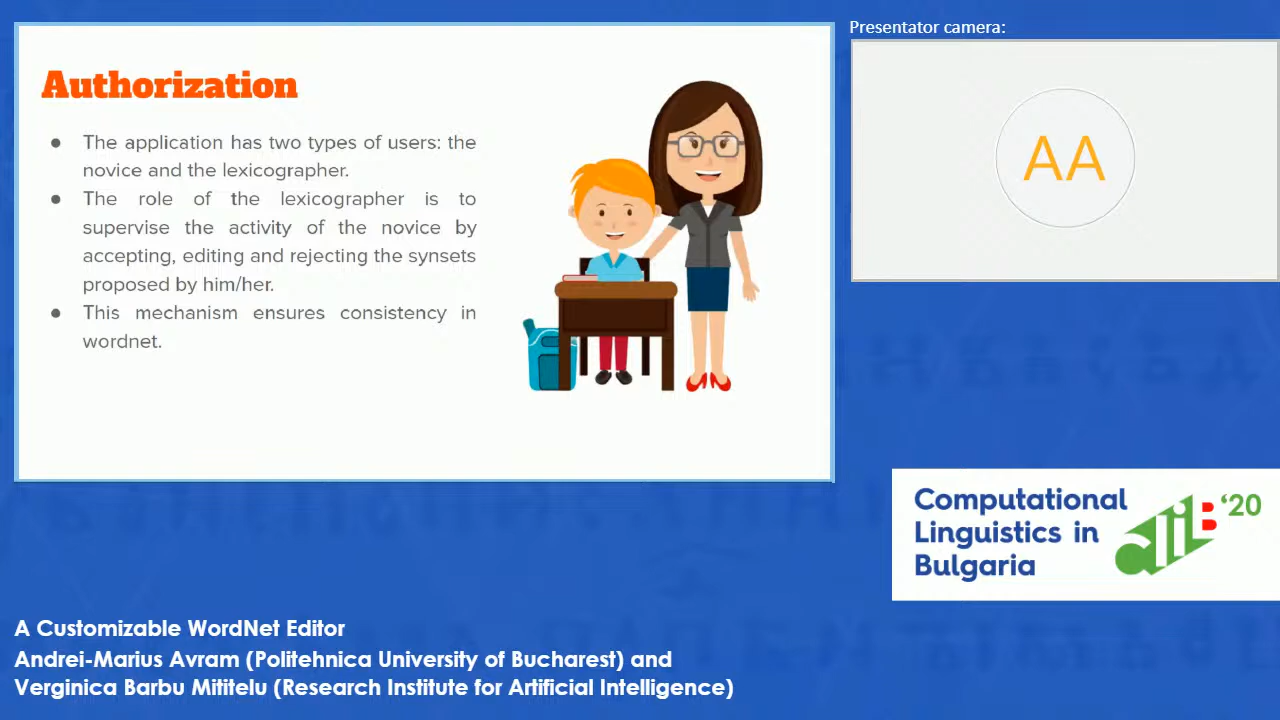 Presentator camera:
Authorization
● The application has two types of users: the
novice and the lexicographer.
● The role of the lexicographer is to
supervise the activity of the novice by
accepting, editing and rejecting the synsets
proposed by him/her.
● This mechanism ensures consistency in
wordnet.
AA
Computational
Linguistics in
Bulgaria
CLIB '20
A Customizable WordNet Editor
Andrei-Marius Avram (Politehnica University of Bucharest) and
Verginica Barbu Mititelu (Research Institute for Artificial Intelligence)